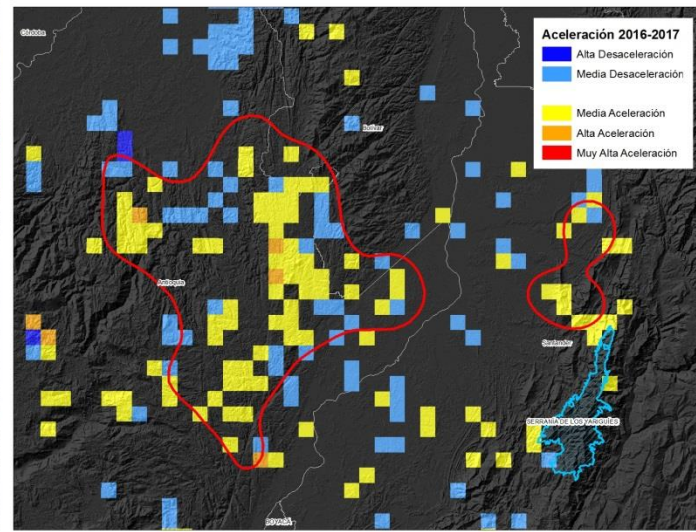 Córdoba
Aceleración 2016-2017
Alta Desaceleración
Media Desaceleración
Media Aceleración
Alta Aceleración
Muy Alta Aceleración
Bolívar
Antioquia
Santander
SERRANÍA DE LOS YARIGUÍES
BOYACÁ